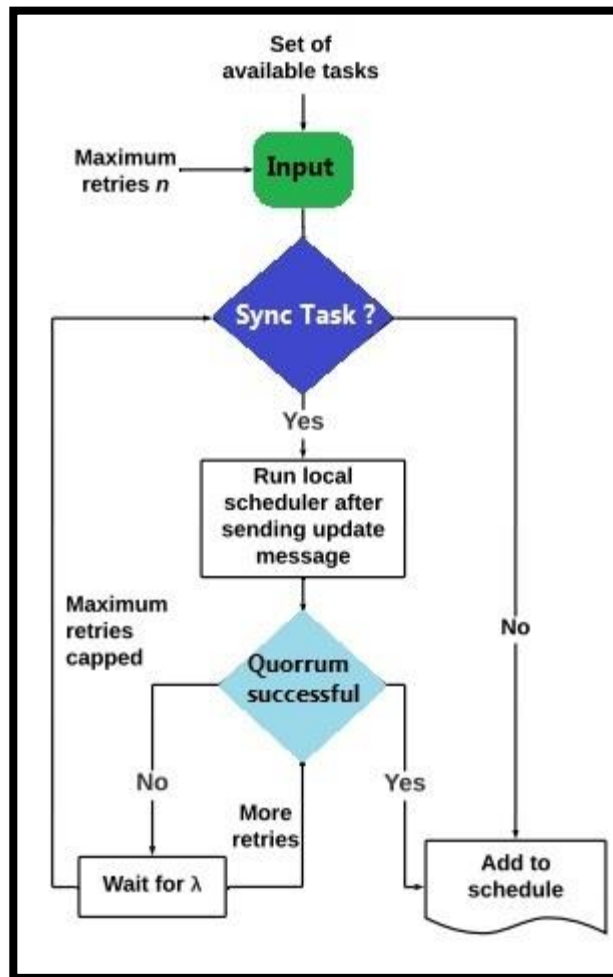 Set of
available tasks
Maximum
retries n
Input
Sync Task ?
Yes
Run local
scheduler after
sending update
message
Maximum
retries
capped
No
Quorrum
successful
No
Yes
More
retries
Wait for λ
Add to
schedule